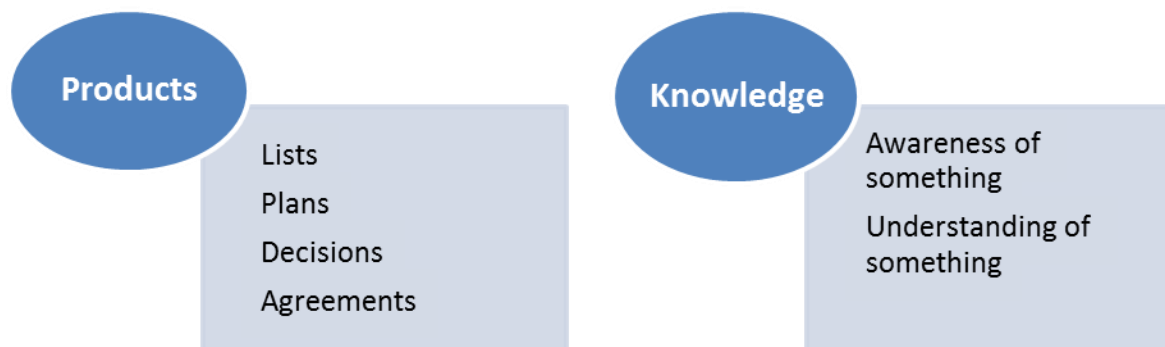 Products
Lists
Plans
Decisions
Agreements
Knowledge
Awareness of
something
Understanding of
something